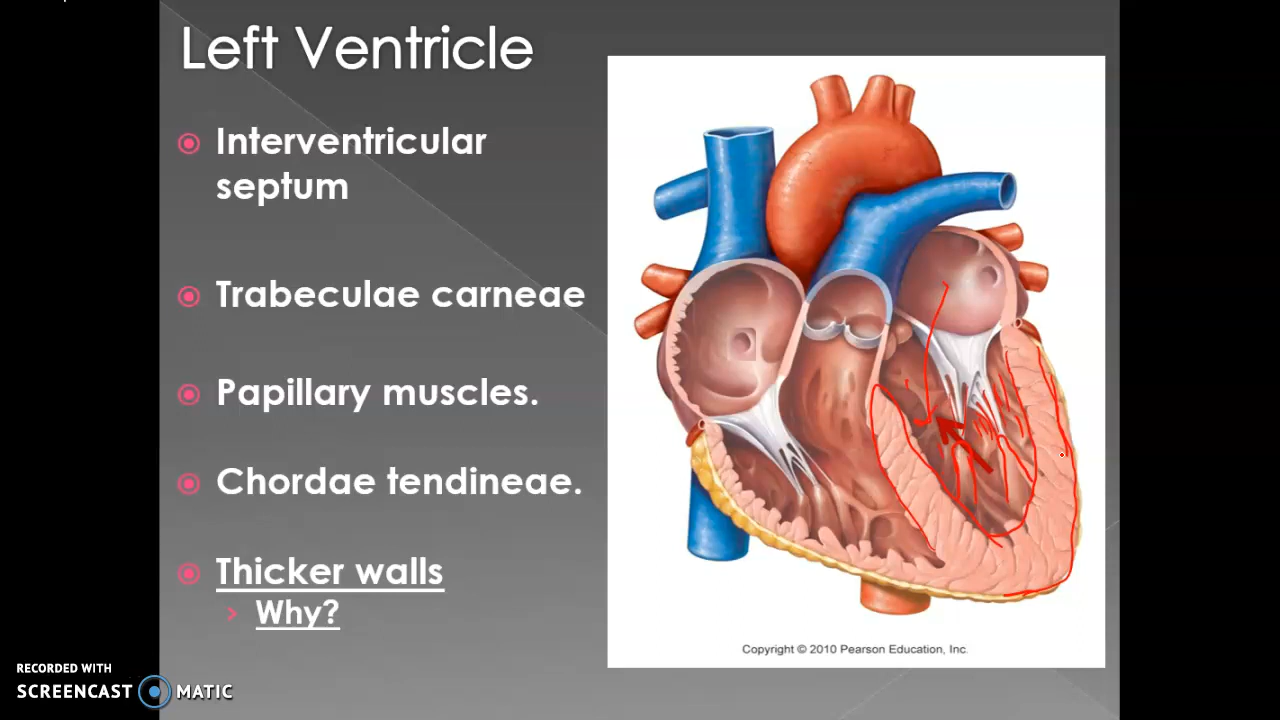 Left Ventricle
Interventricular
septum
Trabeculae carneae
Papillary muscles.
Chordae tendineae.
Thicker walls
Why?
Copyright © 2010 Pearson Education, Inc.
RECORDED WITH
SCREENCAST MATIC